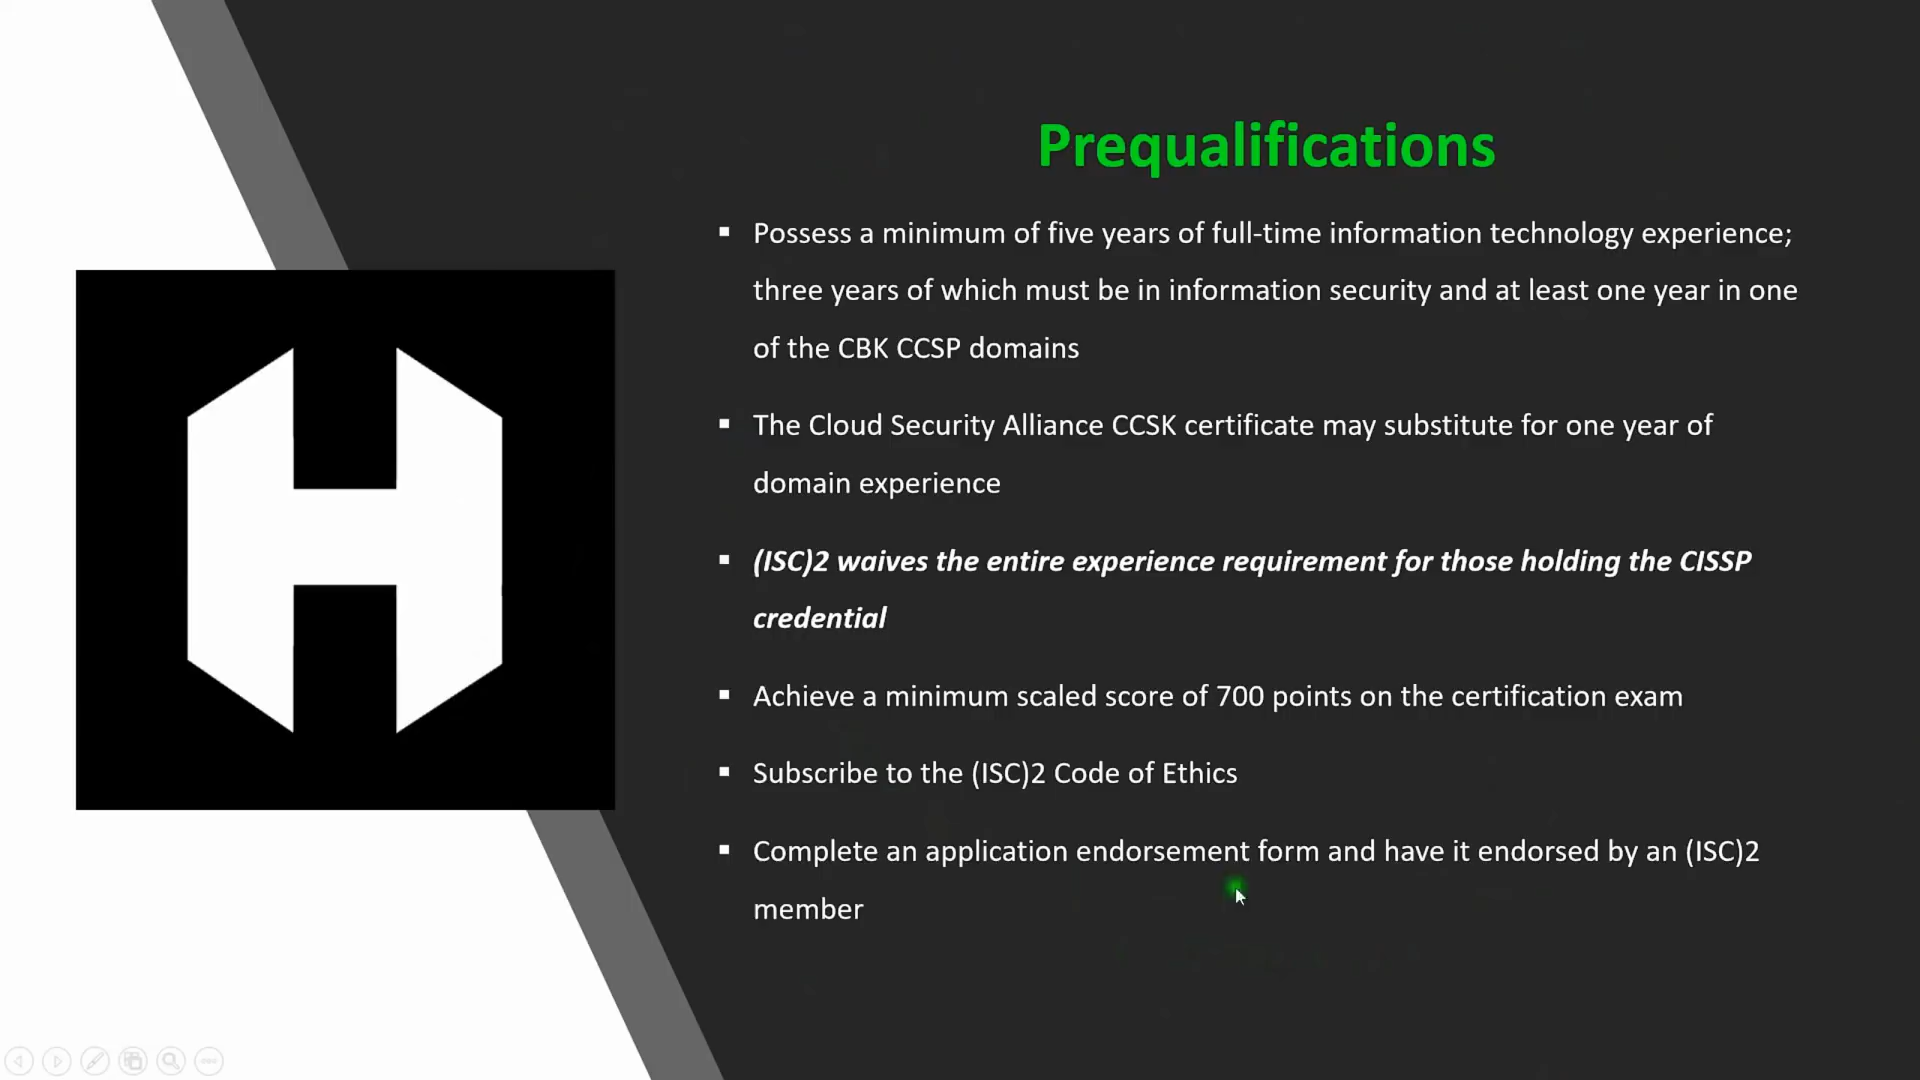 Prequalifications
▪ Possess a minimum of five years of full-time information technology experience;
three years of which must be in information security and at least one year in one
of the CBK CCSP domains
▪ The Cloud Security Alliance CCSK certificate may substitute for one year of
domain experience
▪ (ISC)2 waives the entire experience requirement for those holding the CISSP
credential
▪ Achieve a minimum scaled score of 700 points on the certification exam
▪ Subscribe to the (ISC)2 Code of Ethics
▪ Complete an application endorsement form and have it endorsed by an (ISC)2
member